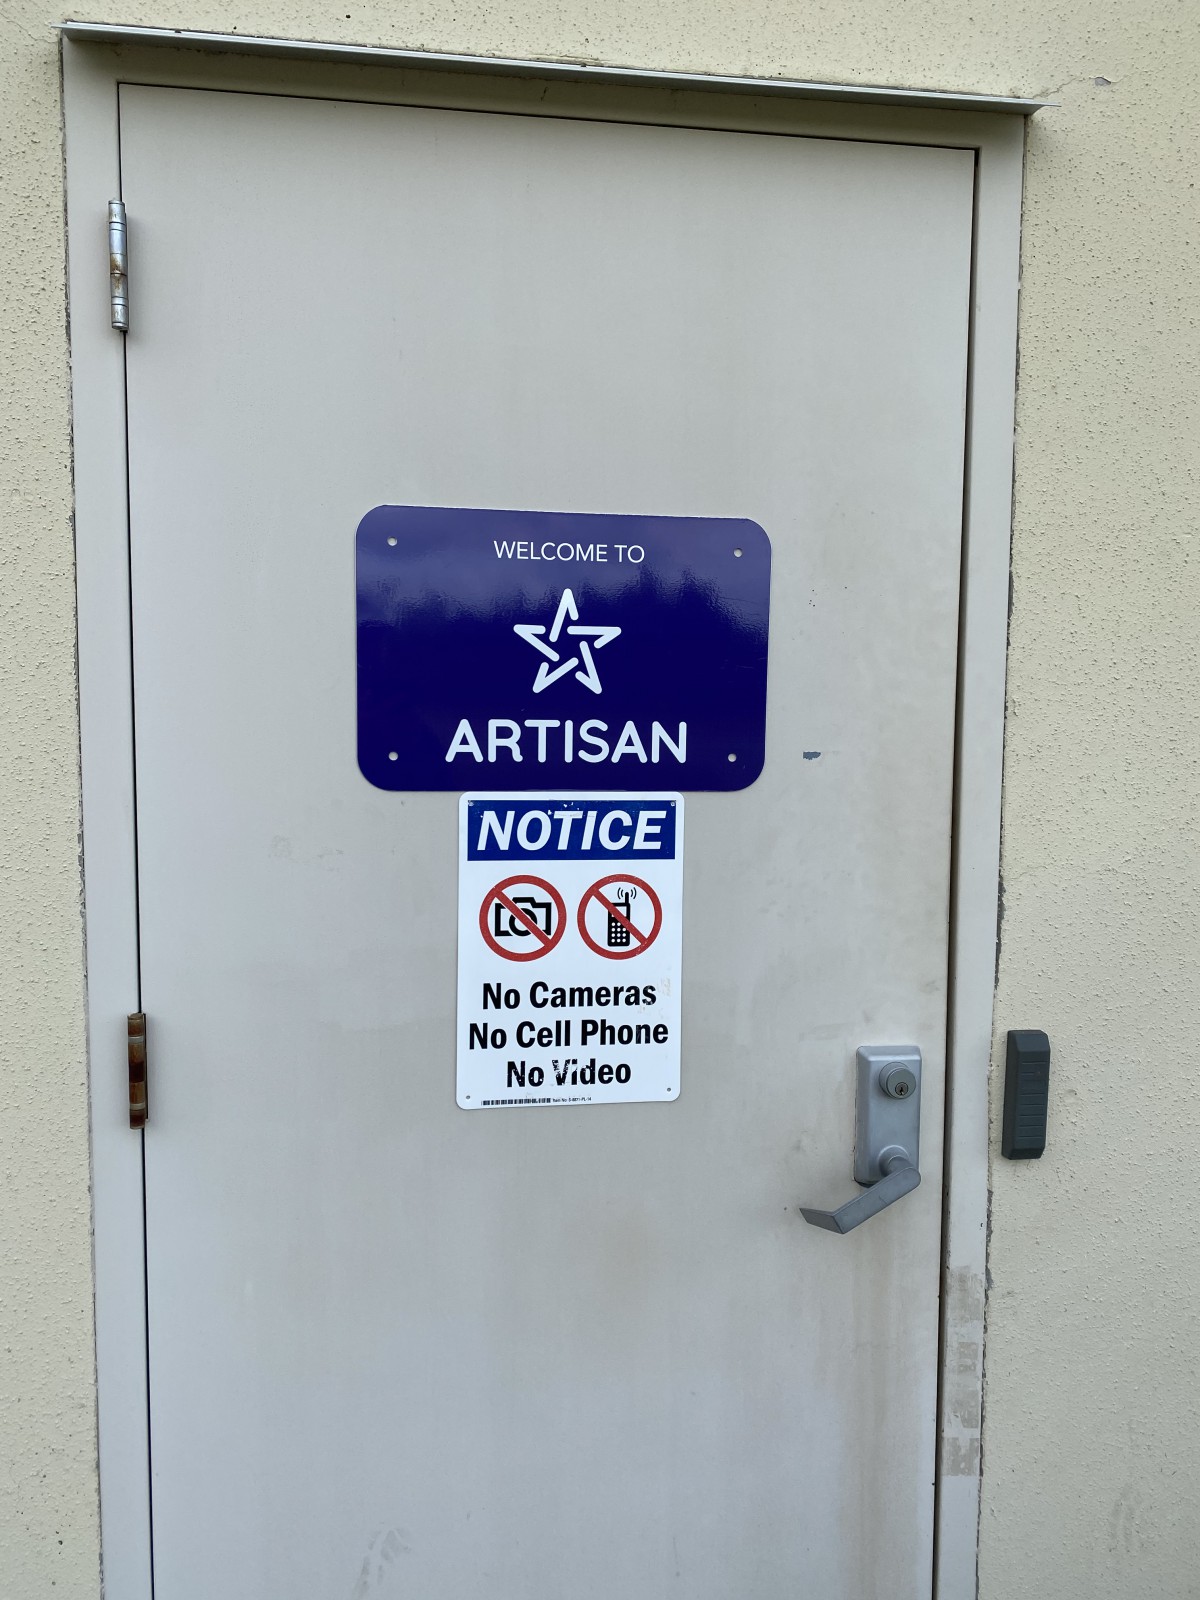 WELCOME TO
ARTISAN
NOTICE
No Cameras
No Cell Phone
No Video